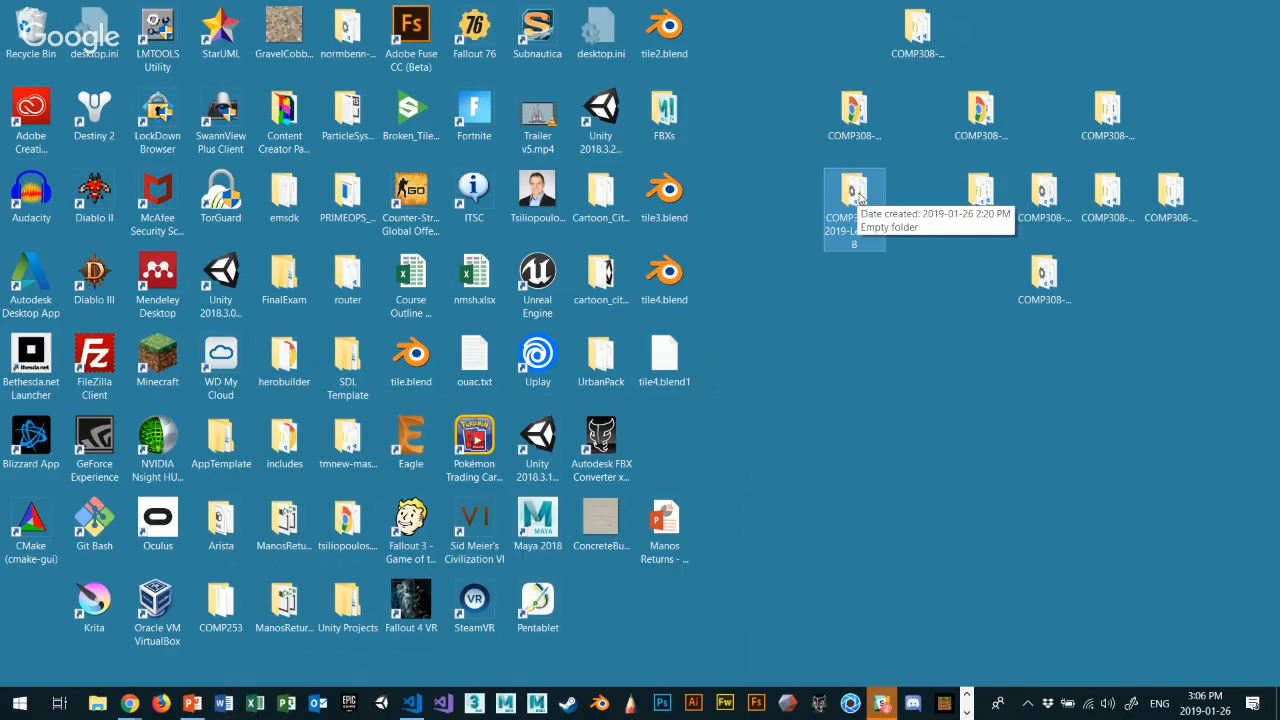 Google
Recycle Bin
desktop.ini
LMTOOLS
Utility
StarUML
GravelCobb...
normbenn-...
Adobe Fuse
CC (Beta)
Fallout 76
Subnautica
desktop.ini
tile2.blend
COMP308-...
Adobe
Creati...
Destiny 2
LockDown
Browser
SwannView
Plus Client
Content
Creator Pa...
ParticleSys...
Broken_Tile...
Fortnite
Trailer
v5.mp4
Unity
2018.3.2...
FBXs
COMP308-...
COMP308-...
COMP308-...
Audacity
Diablo II
McAfee
Security Sc...
TorGuard
emsdk
PRIMEOPS_...
Counter-Str...
Global Offe...
ITSC
Tsiliopoulo...
Cartoon_Cit...
tile3.blend
2019-Le
B
Date created: 2019-01-26 2:20 PM
Empty folder
COMP308-...
COMP308-...
COMP308-...
Autodesk
Desktop App
Diablo III
Mendeley
Desktop
Unity
2018.3.0...
FinalExam
router
Course
Outline ...
nmsh.xlsx
Unreal
Engine
cartoon_cit...
tile4.blend
COMP308-...
Bethesda.net
Launcher
FileZilla
Client
Minecraft
WD My
Cloud
herobuilder
SDL
Template
tile.blend
ouac.txt
Uplay
UrbanPack
tile4.blend1
Blizzard App
GeForce
Experience
NVIDIA
Nsight HU...
AppTemplate
includes
tmnew-mas...
Eagle
Pokémon
Trading Car...
Unity
2018.3.1...
Autodesk FBX
Converter x...
CMake
(cmake-gui)
Git Bash
Oculus
Arista
ManosRetu...
tsiliopoulos....
Fallout 3 -
Game of t...
Sid Meier's
Civilization VI
Maya 2018
ConcreteBu...
Manos
Returns - ...
Krita
Oracle VM
VirtualBox
COMP253
ManosRetur...
Unity Projects
Fallout 4 VR
SteamVR
Pentablet
ENG
3:06 PM
2019-01-26